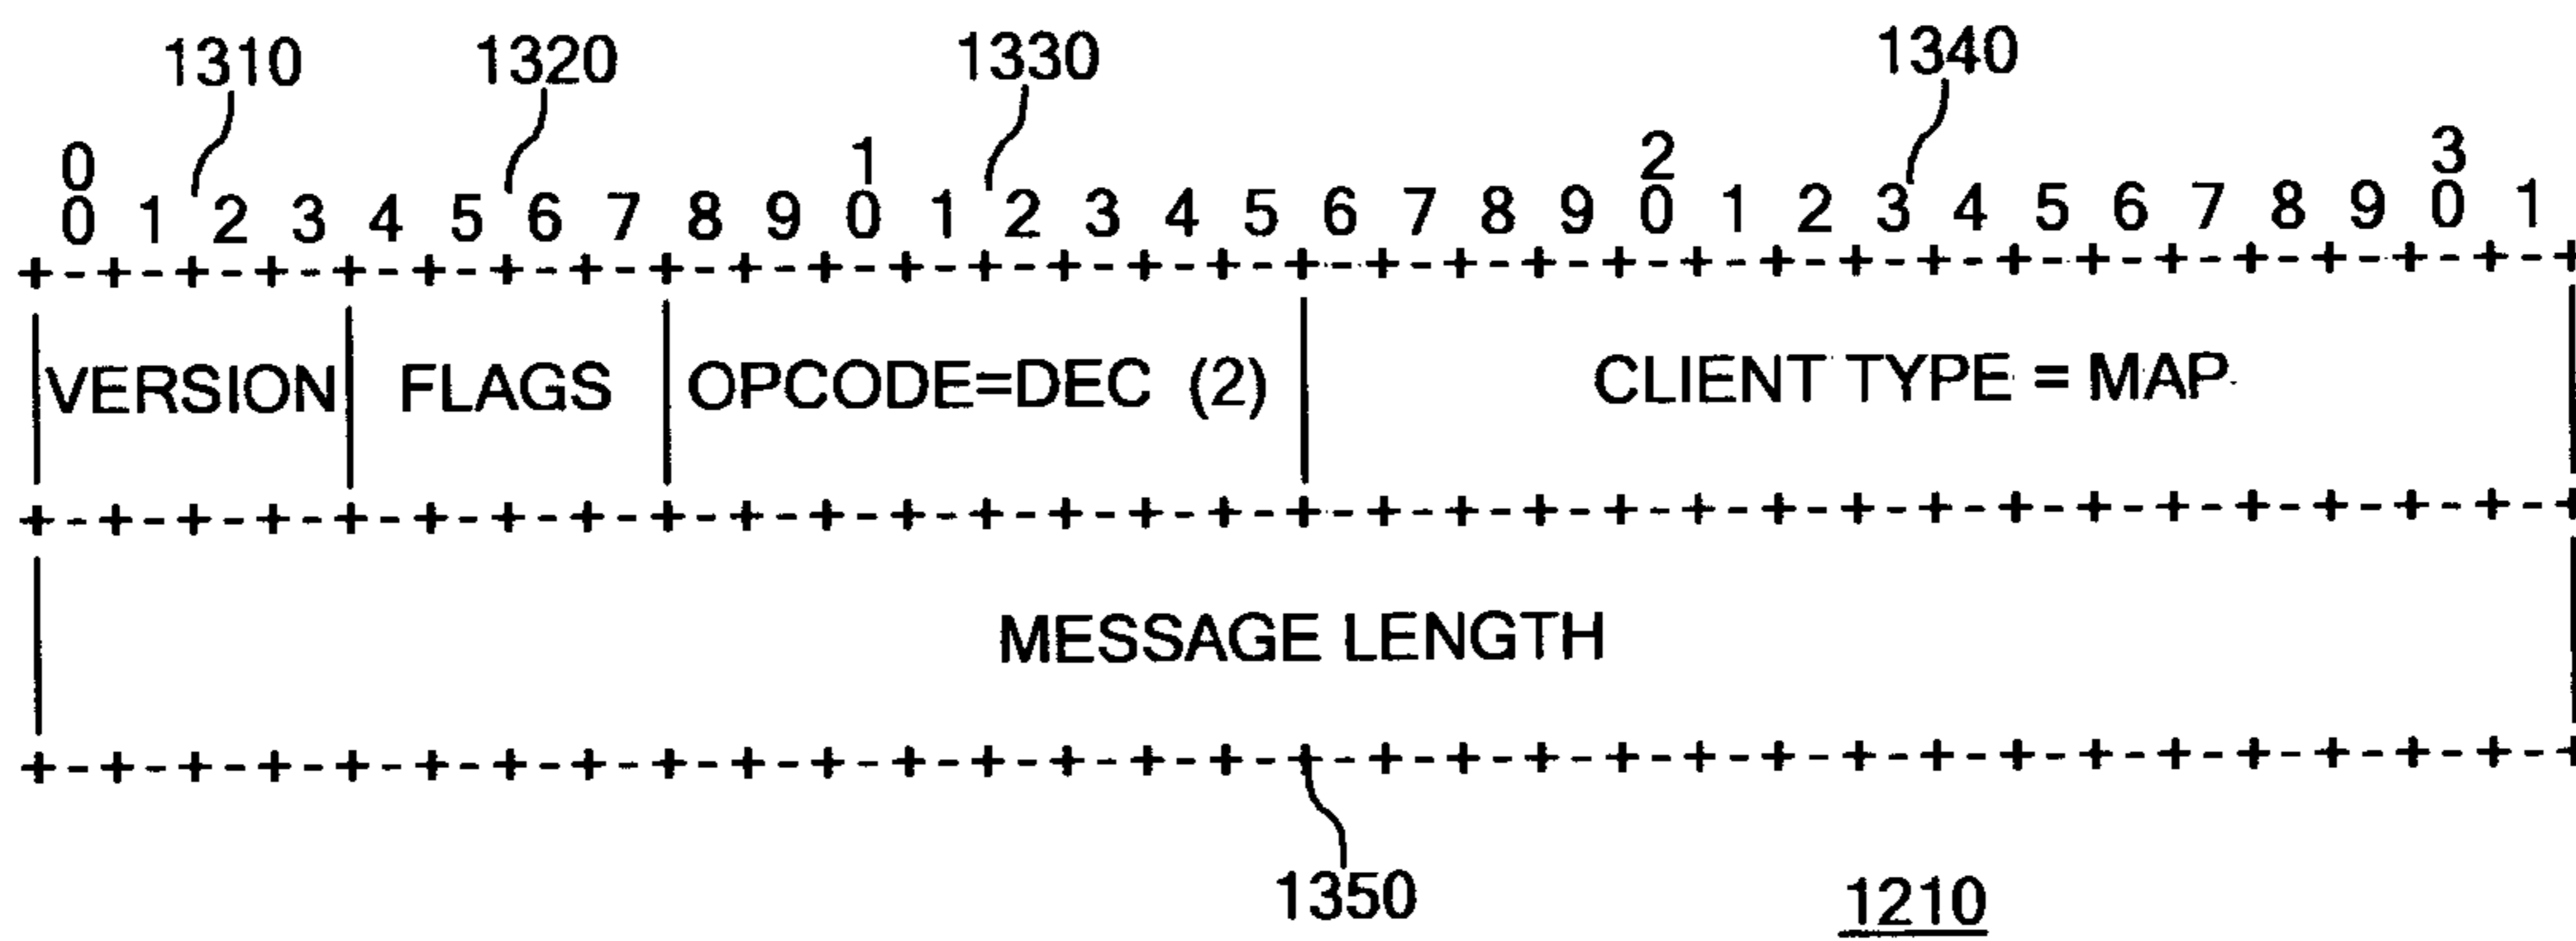 1310 1320 1330 1340
0 1 2 3
0 1 2 3 4 5 6 7 8 9 0 1 2 3 4 5 6 7 8 9 0 1 2 3 4 5 6 7 8 9 0 1
+-+-+-+-+-+-+-+-+-+-+-+-+-+-+-+-+-+-+-+-+-+-+-+-+-+-+-+-+-+-+-+-+
VERSION FLAGS OPCODE=DEC (2) CLIENT TYPE = MAP
+-+-+-+-+-+-+-+-+-+-+-+-+-+-+-+-+-+-+-+-+-+-+-+-+-+-+-+-+-+-+-+-+
MESSAGE LENGTH
+-+-+-+-+-+-+-+-+-+-+-+-+-+-+-+-+-+-+-+-+-+-+-+-+-+-+-+-+-+-+-+-+
1350 1210